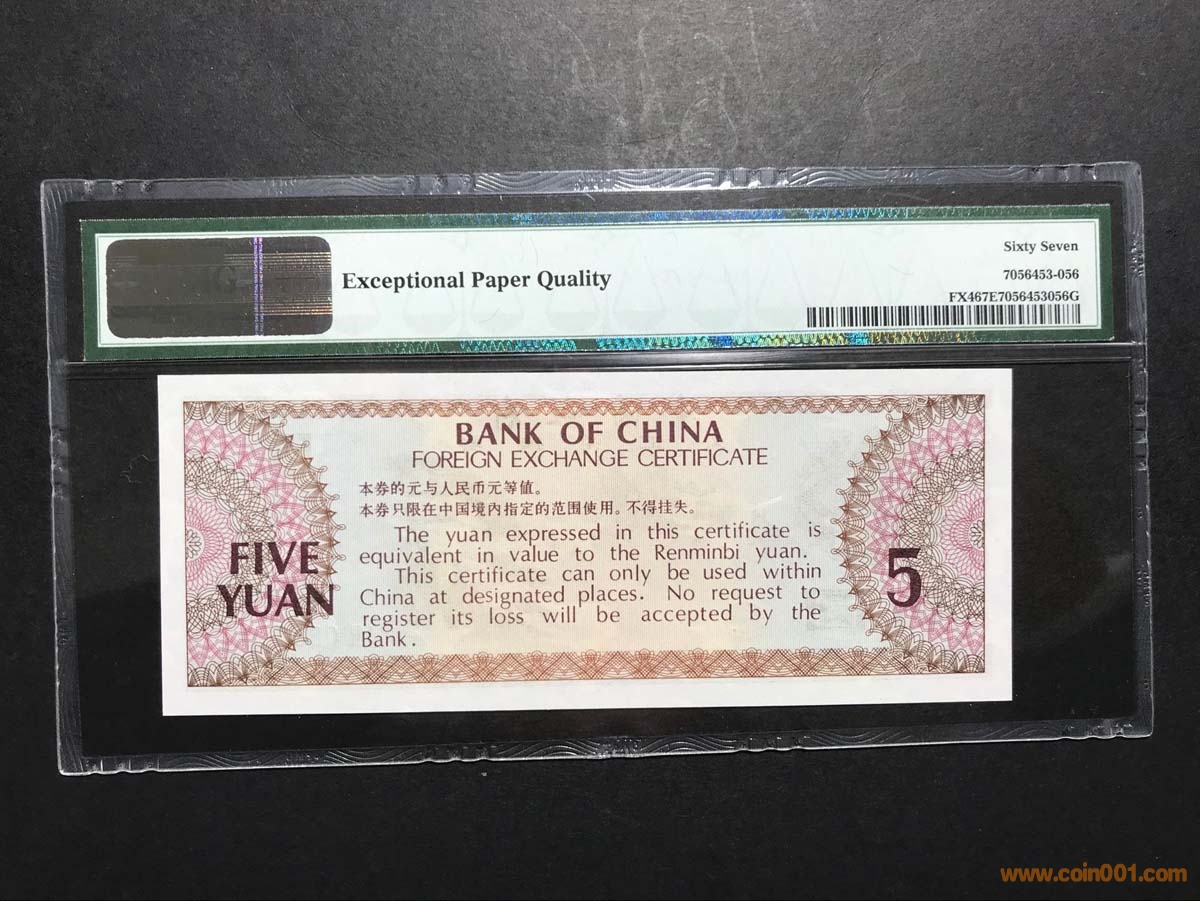 Sixty Seven
Exceptional Paper Quality
7056453-056
FX467E7056453056G
BANK OF CHINA
FOREIGN EXCHANGE CERTIFICATE
本券的元与人民币元等值。
本券只限在中国境内指定的范围使用。不得挂失。
The yuan expressed in this certificate is
equivalent in value to the Renminbi yuan.
This certificate can only be used within
China at designated places. No request to
register its loss will be accepted by the
Bank.
FIVE
YUAN
5
www.coin001.com